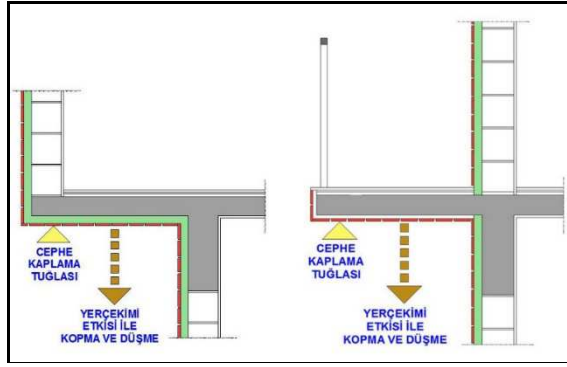 CEPHE
KAPLAMA
TUĞLASI
YERÇEKİMİ
ETKİSİ İLE
KOPMA VE DÜŞME
CEPHE
KAPLAMA
TUĞLASI
YERÇEKİMİ
ETKİSİ İLE
KOPMA VE DÜŞME